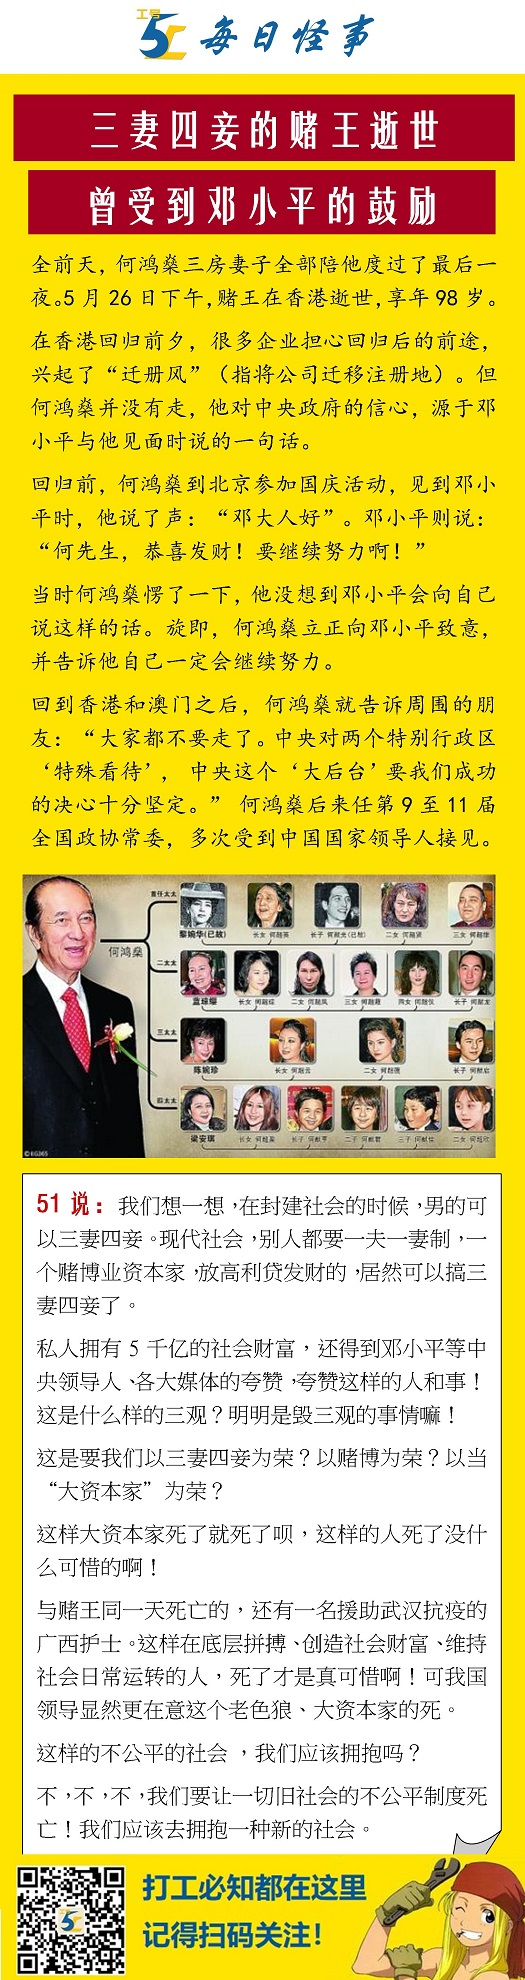 工号
51
每日怪事
三妻四妾的赌王逝世
曾受到邓小平的鼓励
全前天，何鸿燊三房妻子全部陪他度过了最后一
夜。5月26日下午，赌王在香港逝世，享年98岁。
在香港回归前夕，很多企业担心回归后的前途，
兴起了“迁册风”（指将公司迁移注册地）。但
何鸿燊并没有走，他对中央政府的信心，源于邓
小平与他见面时说的一句话。
回归前，何鸿燊到北京参加国庆活动，见到邓小
平时，他说了声：“邓大人好”。邓小平则说：
“何先生，恭喜发财！要继续努力啊！”
当时何鸿燊愣了一下，他没想到邓小平会向自己
说这样的话。旋即，何鸿燊立正向邓小平致意，
并告诉他自己一定会继续努力。
回到香港和澳门之后，何鸿燊就告诉周围的朋
友：“大家都不要走了。中央对两个特别行政区
‘特殊看待’，中央这个‘大后台’要我们成功
的决心十分坚定。”何鸿燊后来任第9至11届
全国政协常委，多次受到中国国家领导人接见。
何鸿燊
首任太太
黎婉华(已故)
长女 何超英
长子 何猷光(已故)
二女 何超贤
三女 何超雄
二太太
蓝琼缨
长女 何超琼
二女 何超凤
三女 何超蕸
四女 何超仪
长子 何猷龙
三太太
陈婉珍
长女 何超云
二女 何超莲
长子 何猷启
四太太
梁安琪
长女 何超盈
长子 何猷亨
二子 何猷君
三子 何猷佳
二女 何超欣
51说：我们想一想，在封建社会的时候，男的可
以三妻四妾。现代社会，别人都要一夫一妻制，一
个赌博业资本家，放高利贷发财的，居然可以搞三
妻四妾了。
私人拥有5千亿的社会财富，还得到邓小平等中
央领导人、各大媒体的夸赞，夸赞这样的人和事！
这是什么样的三观？明明是毁三观的事情嘛！
这是要我们以三妻四妾为荣？以赌博为荣？以当
“大资本家”为荣？
这样大资本家死了就死了呗，这样的人死了没什
么可惜的啊！
与赌王同一天死亡的，还有一名援助武汉抗疫的
广西护士。这样在底层拼搏、创造社会财富、维持
社会日常运转的人，死了才是真可惜啊！可我国
领导显然更在意这个老色狼、大资本家的死。
这样的不公平的社会，我们应该拥抱吗？
不，不，不，我们要让一切旧社会的不公平制度死
亡！我们应该去拥抱一种新的社会。
打工必知都在这里
记得扫码关注！